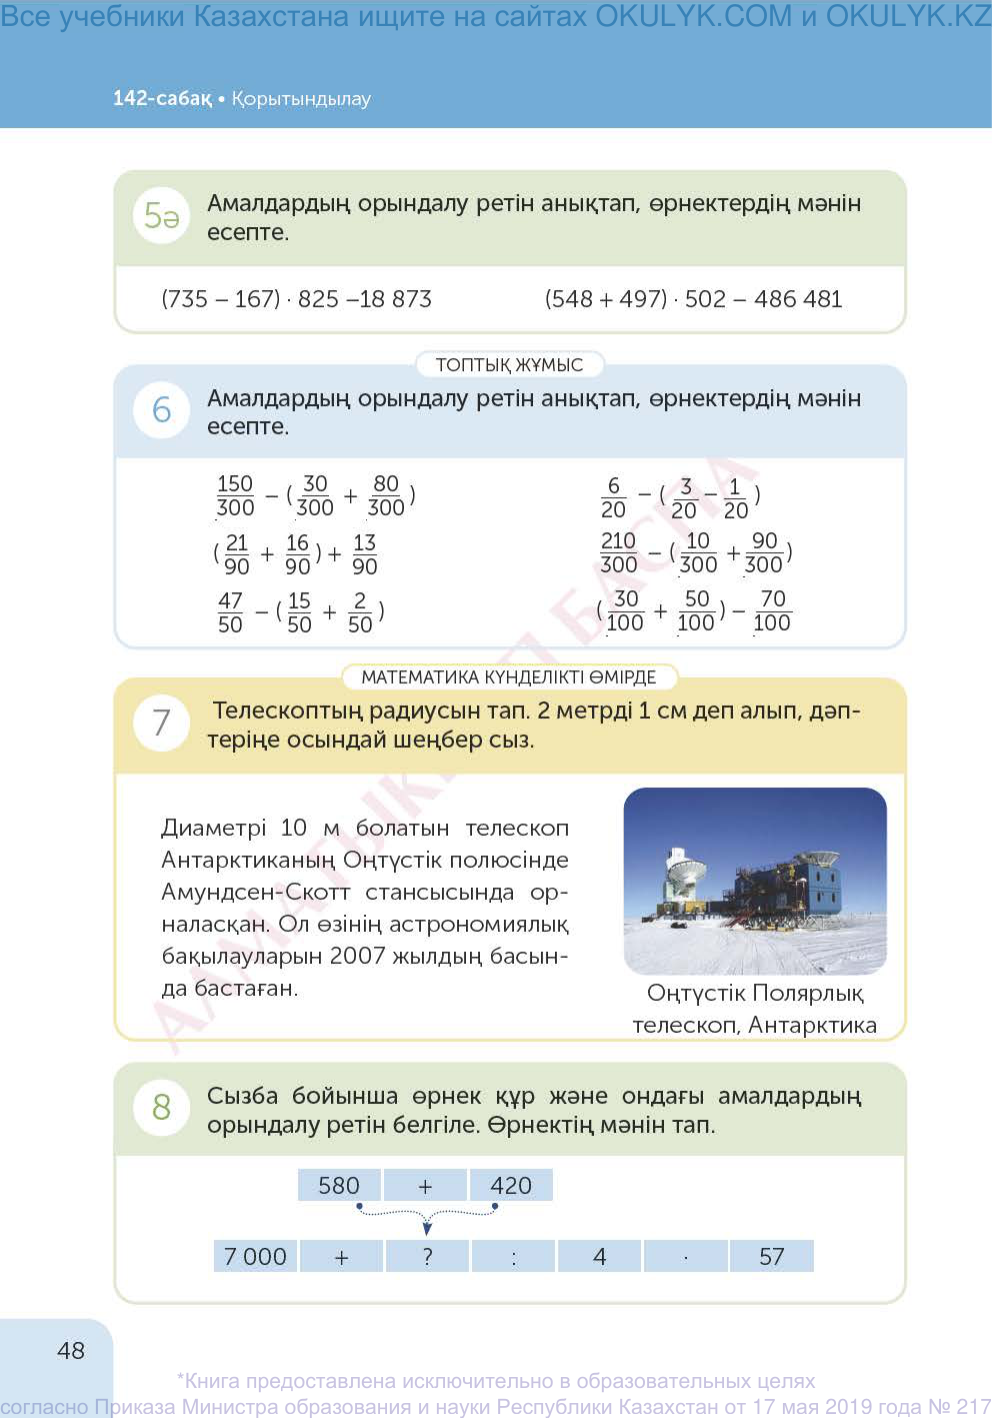 Все учебники Казахстана ищите на сайтах OKULYK.COM и OKULYK.KZ
142-сабақ • Қорытындылау
5ә
Амалдардың орындалу ретін анықтап, өрнектердің мәнін
есепте.
(735 – 167) · 825 –18 873
(548 + 497) · 502 – 486 481
ТОПТЫҚ ЖҰМЫС
6
Амалдардың орындалу ретін анықтап, өрнектердің мәнін
есепте.
150/300 – (30/300 + 80/300)
6/20 – (3/20 – 1/20)
(21/90 + 16/90) + 13/90
210/300 – (10/300 + 90/300)
47/50 – (15/50 + 2/50)
(30/100 + 50/100) – 70/100
МАТЕМАТИКА КҮНДЕЛІКТІ ӨМІРДЕ
7
Телескоптың радиусын тап. 2 метрді 1 см деп алып, дәп-
теріңе осындай шеңбер сыз.
Диаметрі 10 м болатын телескоп
Антарктиканың Оңтүстік полюсінде
Амундсен-Скотт стансысында ор-
наласқан. Ол өзінің астрономиялық
бақылауларын 2007 жылдың басын-
да бастаған.
Оңтүстік Полярлық
телескоп, Антарктика
8
Сызба бойынша өрнек құр және ондағы амалдардың
орындалу ретін белгіле. Өрнектің мәнін тап.
580 + 420
7 000 + ? : 4 · 57
48
*Книга предоставлена исключительно в образовательных целях
согласно Приказа Министра образования и науки Республики Казахстан от 17 мая 2019 года № 217